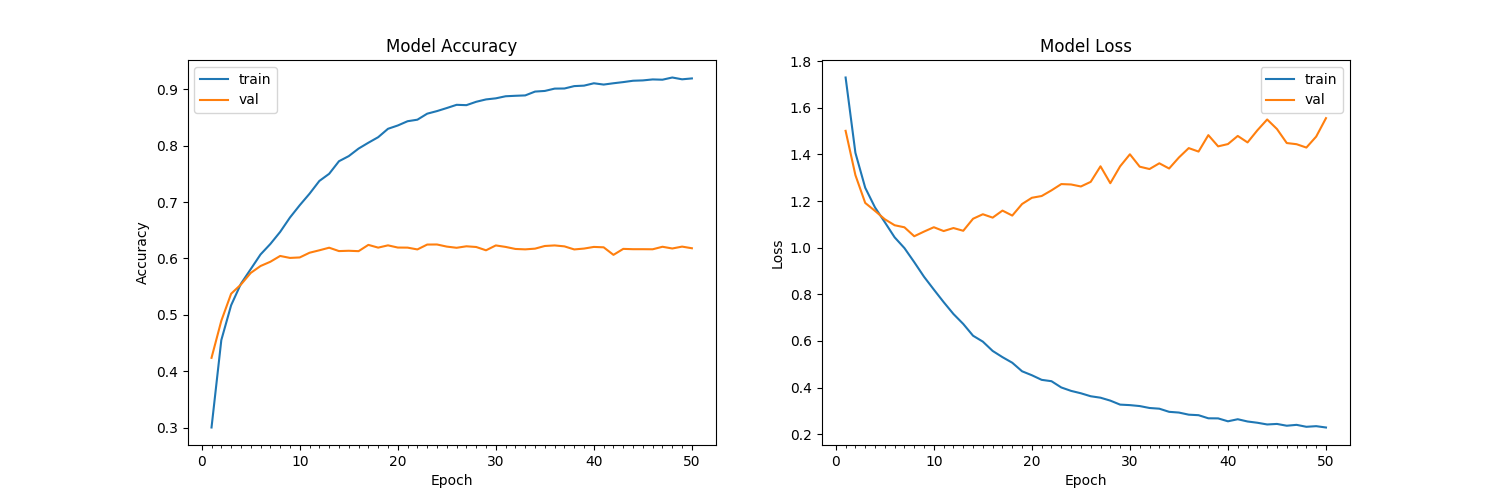 Model Accuracy
train
val
0.9
0.8
0.7
0.6
0.5
0.4
0.3
Accuracy
0 10 20 30 40 50
Epoch
Model Loss
train
val
1.8
1.6
1.4
1.2
1.0
0.8
0.6
0.4
0.2
Loss
0 10 20 30 40 50
Epoch